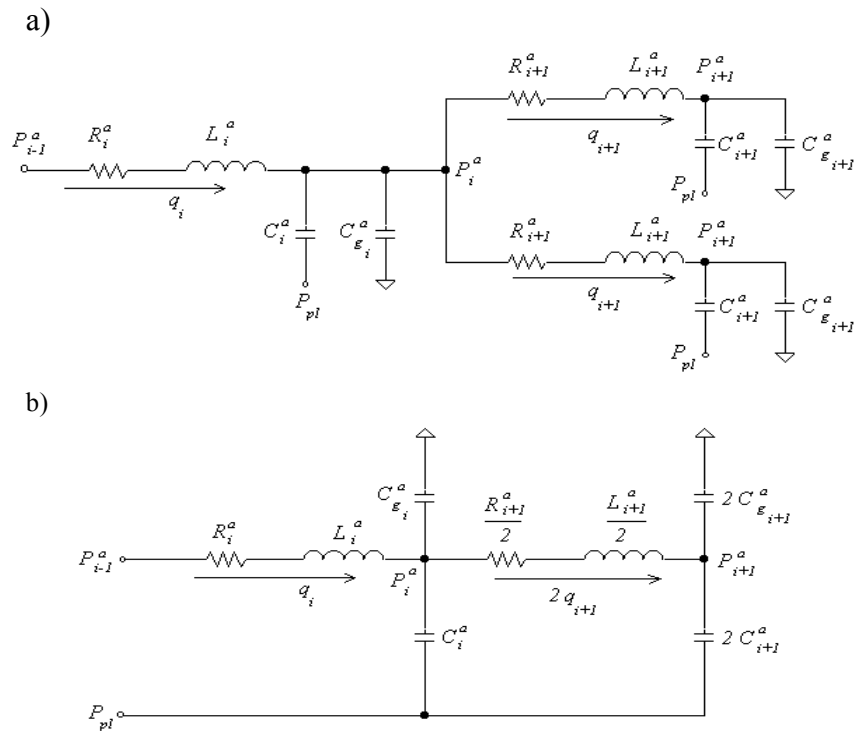 a)
R^a_{i+1} L^a_{i+1} P^a_{i+1}
P^a_{i-1} R^a_i L^a_i
q_{i+1} C^a_{i+1} C^a_{g_{i+1}}
q_i P^a_i P_{pl}
C^a_i C^a_{g_i} R^a_{i+1} L^a_{i+1} P^a_{i+1}
P_{pl} q_{i+1} C^a_{i+1} C^a_{g_{i+1}}
P_{pl}
b)
C^a_{g_i} R^a_{i+1}/2 L^a_{i+1}/2 2 C^a_{g_{i+1}}
R^a_i L^a_i
P^a_{i-1} P^a_i P^a_{i+1}
q_i 2 q_{i+1}
C^a_i 2 C^a_{i+1}
P_{pl}